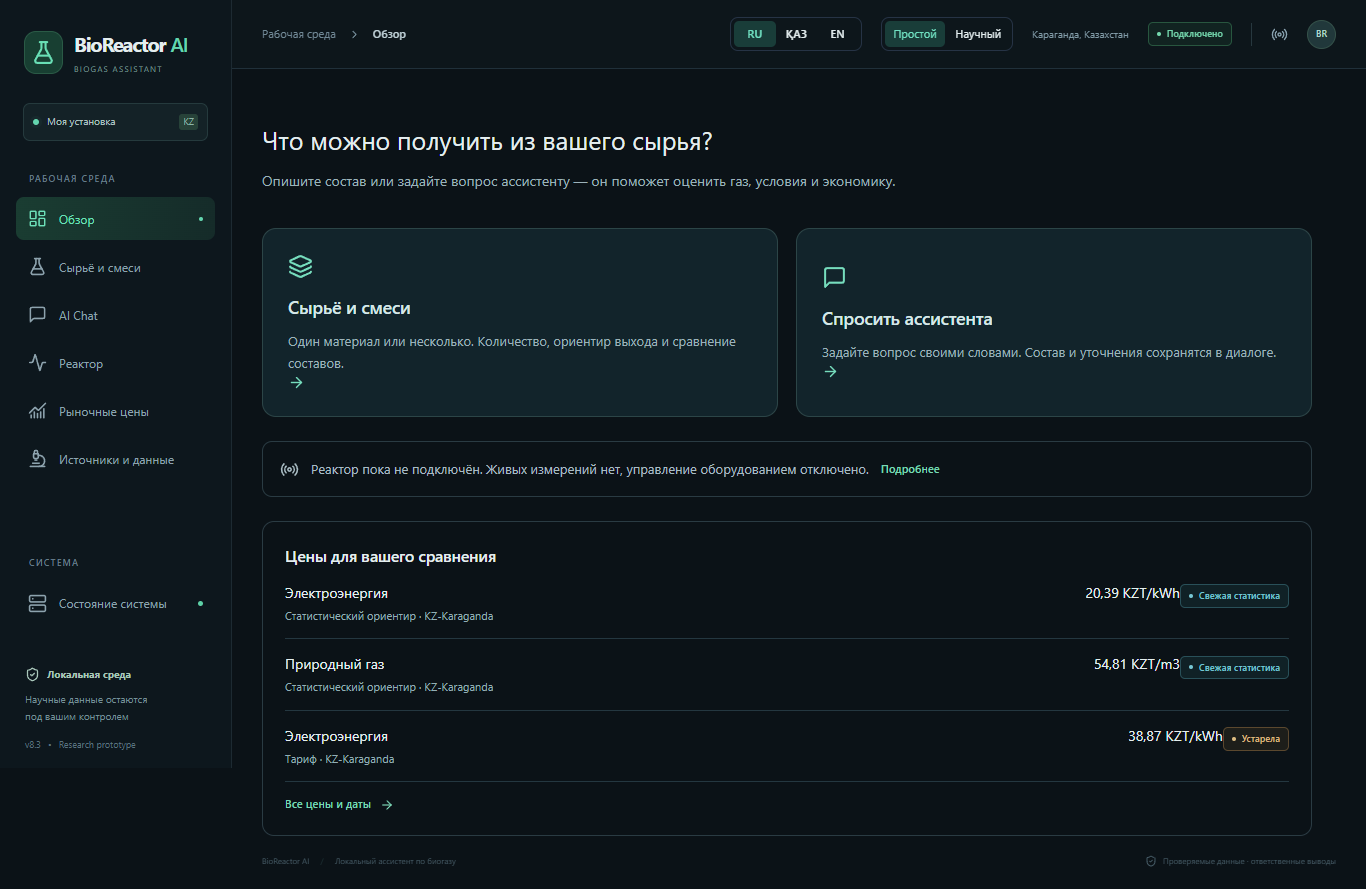 BioReactor AI
BIOGAS ASSISTANT
Моя установка KZ
РАБОЧАЯ СРЕДА
Обзор
Сырьё и смеси
AI Chat
Реактор
Рыночные цены
Источники и данные
СИСТЕМА
Состояние системы
Локальная среда
Научные данные остаются
под вашим контролем
v8.3 • Research prototype
Рабочая среда > Обзор
RU ҚАЗ EN
Простой Научный
Караганда, Казахстан
• Подключено
BR
Что можно получить из вашего сырья?
Опишите состав или задайте вопрос ассистенту — он поможет оценить газ, условия и экономику.
Сырьё и смеси
Один материал или несколько. Количество, ориентир выхода и сравнение
составов.
→
Спросить ассистента
Задайте вопрос своими словами. Состав и уточнения сохранятся в диалоге.
→
Реактор пока не подключён. Живых измерений нет, управление оборудованием отключено. Подробнее
Цены для вашего сравнения
Электроэнергия 20,39 KZT/kWh • Свежая статистика
Статистический ориентир · KZ-Karaganda
Природный газ 54,81 KZT/m3 • Свежая статистика
Статистический ориентир · KZ-Karaganda
Электроэнергия 38,87 KZT/kWh • Устарела
Тариф · KZ-Karaganda
Все цены и даты →
BioReactor AI / Локальный ассистент по биогазу
Проверяемые данные · ответственные выводы